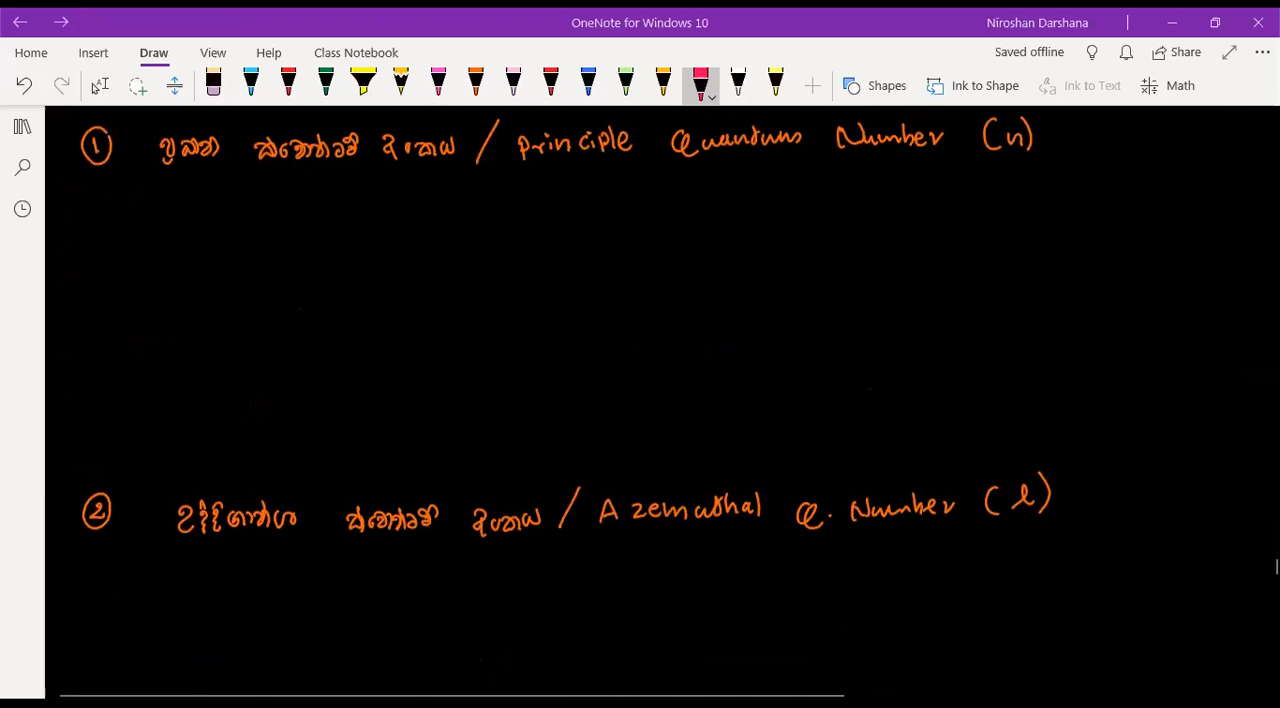 OneNote for Windows 10
Niroshan Darshana
Home Insert Draw View Help Class Notebook
Saved offline Share
Shapes Ink to Shape Ink to Text Math
① ප්‍රධාන ක්වොන්ටම් අංකය / Principle Quantum Number (n)
② උද්දිගාංශ ක්වොන්ටම් අංකය / Azemuthal Q. Number (l)